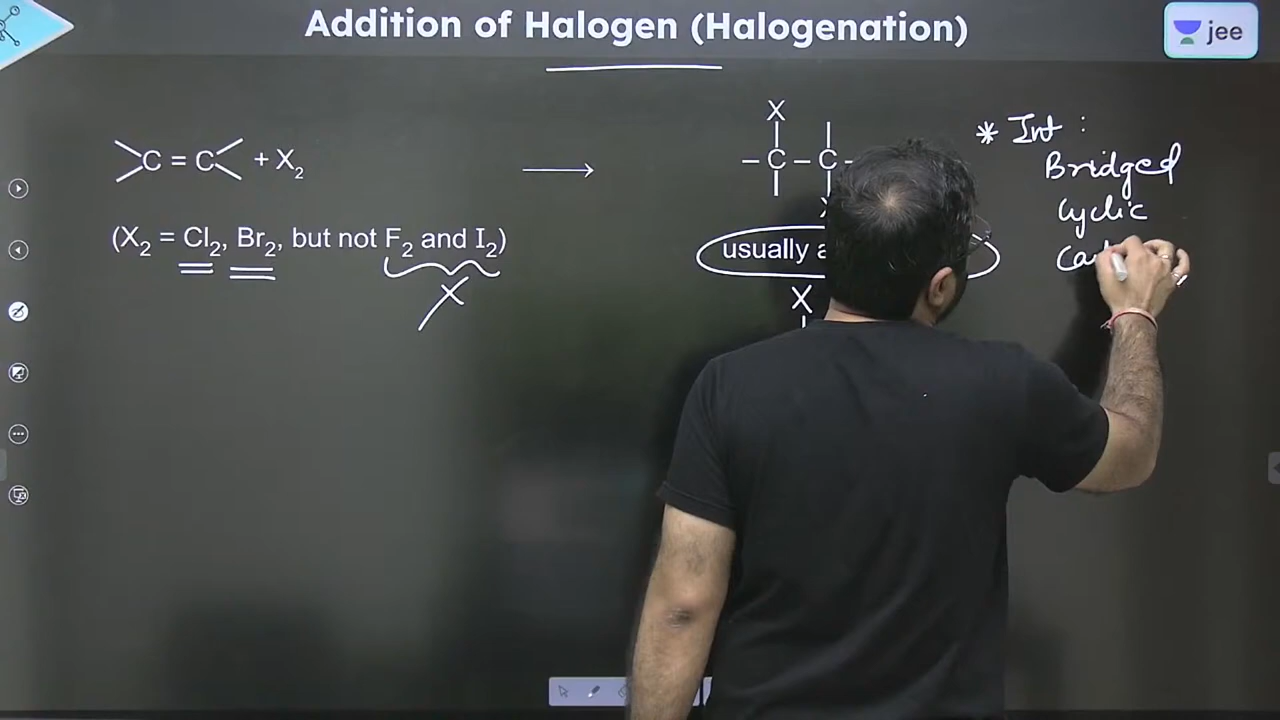 Addition of Halogen (Halogenation)
jee
>C = C< + X₂
X
– C – C –
(X₂ = Cl₂, Br₂, but not F₂ and I₂)
X
usually
X
* Int :
Bridged
Cyclic